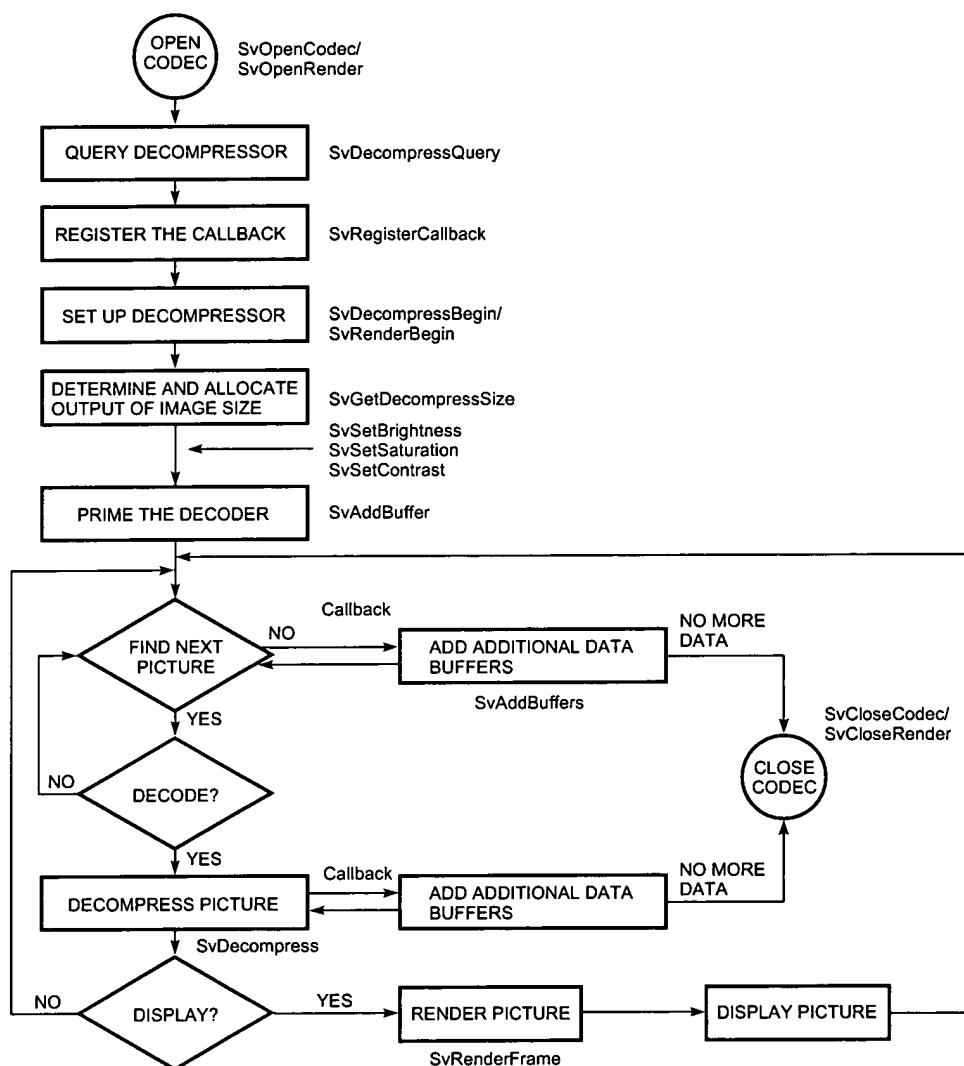 OPEN
CODEC
SvOpenCodec/
SvOpenRender
QUERY DECOMPRESSOR
SvDecompressQuery
REGISTER THE CALLBACK
SvRegisterCallback
SET UP DECOMPRESSOR
SvDecompressBegin/
SvRenderBegin
DETERMINE AND ALLOCATE
OUTPUT OF IMAGE SIZE
SvGetDecompressSize
SvSetBrightness
SvSetSaturation
SvSetContrast
PRIME THE DECODER
SvAddBuffer
FIND NEXT
PICTURE
NO
Callback
ADD ADDITIONAL DATA
BUFFERS
SvAddBuffers
NO MORE
DATA
YES
SvCloseCodec/
SvCloseRender
CLOSE
CODEC
NO
DECODE?
YES
DECOMPRESS PICTURE
Callback
ADD ADDITIONAL DATA
BUFFERS
NO MORE
DATA
SvDecompress
NO
DISPLAY?
YES
RENDER PICTURE
SvRenderFrame
DISPLAY PICTURE